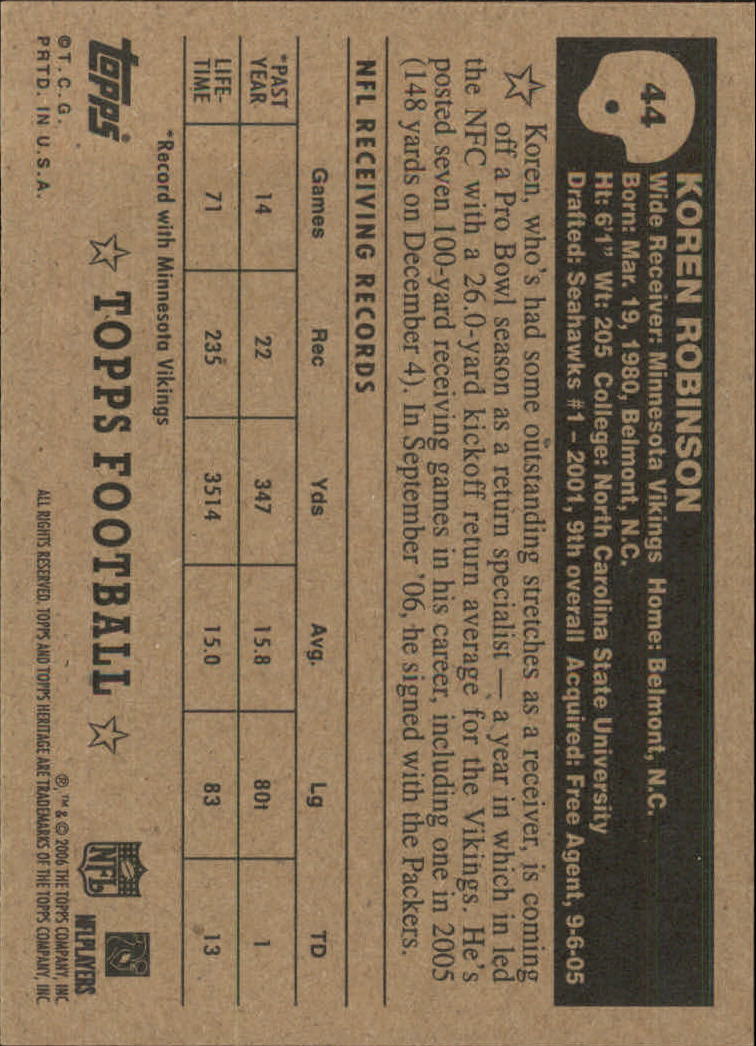 44
KOREN ROBINSON
Wide Receiver: Minnesota Vikings Home: Belmont, N.C.
Born: Mar. 19, 1980, Belmont, N.C.
Ht: 6'1" Wt: 205 College: North Carolina State University
Drafted: Seahawks #1 - 2001, 9th overall Acquired: Free Agent, 9-6-05
Koren, who's had some outstanding stretches as a receiver, is coming
off a Pro Bowl season as a return specialist — a year in which in led
the NFC with a 26.0-yard kickoff return average for the Vikings. He's
posted seven 100-yard receiving games in his career, including one in 2005
(148 yards on December 4). In September '06, he signed with the Packers.
NFL RECEIVING RECORDS
Games Rec Yds Avg. Lg TD
*PAST YEAR 14 22 347 15.8 80t 1
LIFE-TIME 71 235 3514 15.0 83 13
*Record with Minnesota Vikings
topps
©T.C.G.
PRTD. IN U.S.A.
TOPPS FOOTBALL
NFL
NFLPLAYERS
®, ™ & © 2006 THE TOPPS COMPANY, INC.
ALL RIGHTS RESERVED. TOPPS AND TOPPS HERITAGE ARE TRADEMARKS OF THE TOPPS COMPANY, INC